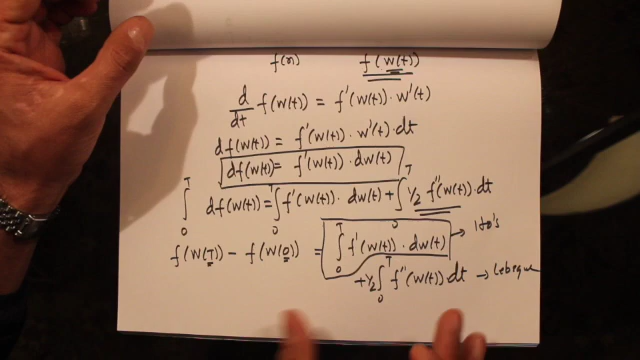 f(x) f(w(t))
d/dt f(w(t)) = f'(w(t)) · w'(t)
df(w(t)) = f'(w(t)) · w'(t) · dt
df(w(t)) = f'(w(t)) · dw(t)
∫₀ᵀ df(w(t)) = ∫₀ᵀ f'(w(t)) · dw(t) + ∫₀ᵀ 1/2 f''(w(t)) · dt
f(w(T)) − f(w(0)) = ∫₀ᵀ f'(w(t)) · dw(t) → Ito's
+ 1/2 ∫₀ᵀ f''(w(t)) dt → Lebegue